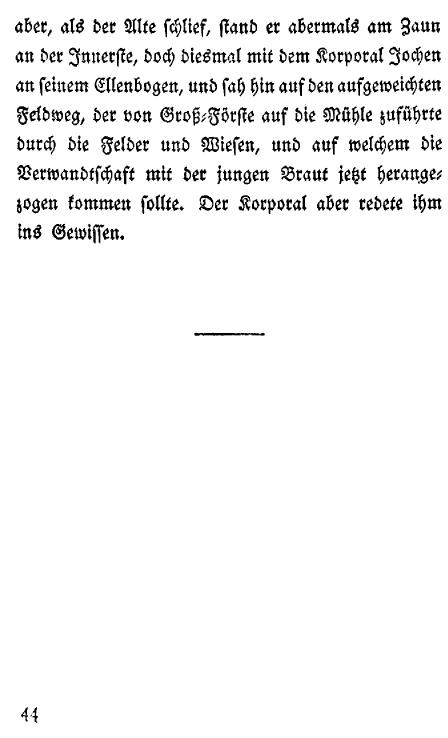 aber, als der Alte schlief, stand er abermals am Zaun
an der Innerste, doch diesmal mit dem Korporal Jochen
an seinem Ellenbogen, und sah hin auf den aufgeweichten
Feldweg, der von Groß-Förste auf die Mühle zuführte
durch die Felder und Wiesen, und auf welchem die
Verwandtschaft mit der jungen Braut jetzt herange-
zogen kommen sollte. Der Korporal aber redete ihm
ins Gewissen.
44